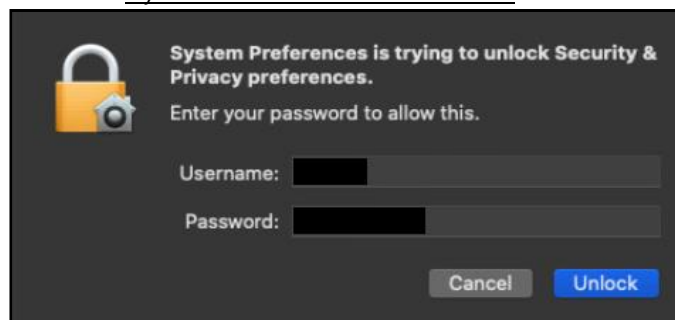 System Preferences is trying to unlock Security &
Privacy preferences.
Enter your password to allow this.
Username:
Password:
Cancel
Unlock